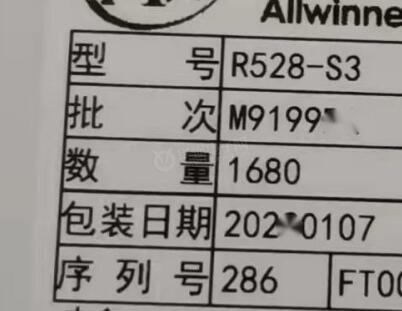 Allwinne
型 号 R528-S3
批 次 M9199
数 量 1680
包装日期 202 0107
序 列 号 286 FT00